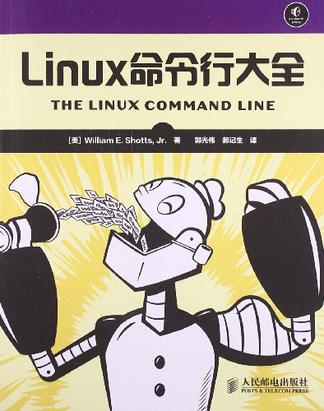 Linux命令行大全
THE LINUX COMMAND LINE
[美] William E. Shotts, Jr. 著 郭光伟 郝记生 译
人民邮电出版社
POSTS & TELECOM PRESS